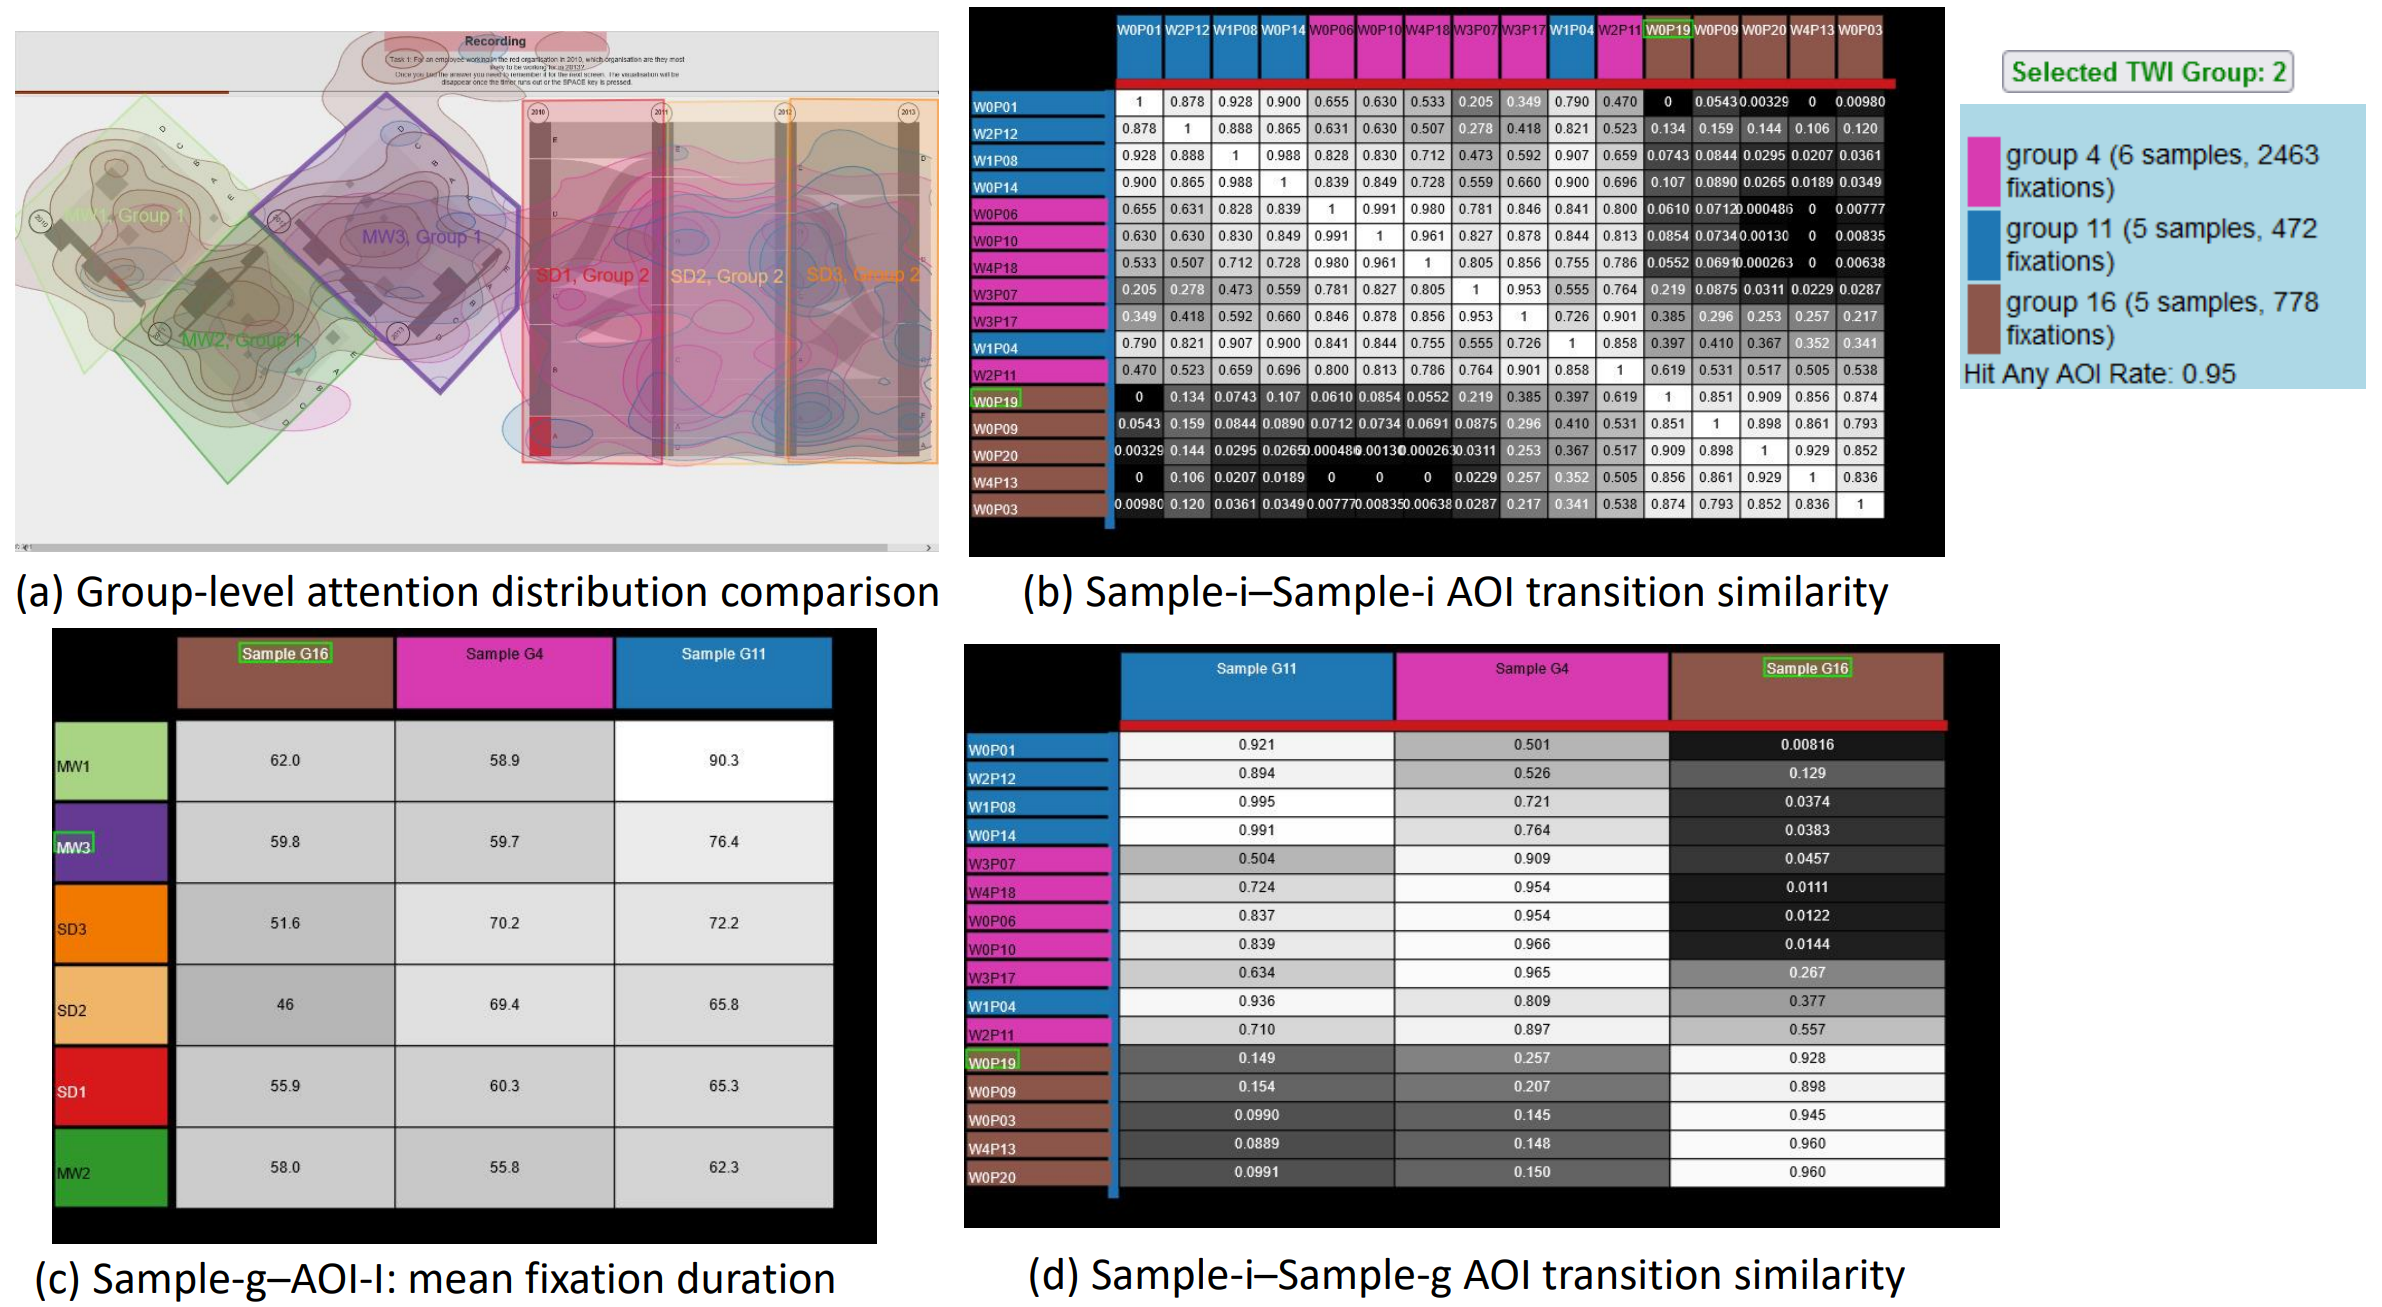 Recording
Task 1: For an employee working in the red organisation in 2010, which organisation are they most
likely to be working for in 2013?
Once you find the answer you need to remember it for the next screen. The visualisation will be
disappear once the timer runs out or the SPACE key is pressed.
MW1, Group 1
MW2, Group 1
MW3, Group 1
SD1, Group 2
SD2, Group 2
SD3, Group 2
2010 2011 2012 2013
(a) Group-level attention distribution comparison
W0P01 W2P12 W1P08 W0P14 W0P06 W0P10 W4P18 W3P07 W3P17 W1P04 W2P11 W0P19 W0P09 W0P20 W4P13 W0P03
W0P01 1 0.878 0.928 0.900 0.655 0.630 0.533 0.205 0.349 0.790 0.470 0 0.0543 0.00329 0 0.00980
W2P12 0.878 1 0.888 0.865 0.631 0.630 0.507 0.278 0.418 0.821 0.523 0.134 0.159 0.144 0.106 0.120
W1P08 0.928 0.888 1 0.988 0.828 0.830 0.712 0.473 0.592 0.907 0.659 0.0743 0.0844 0.0295 0.0207 0.0361
W0P14 0.900 0.865 0.988 1 0.839 0.849 0.728 0.559 0.660 0.900 0.696 0.107 0.0890 0.0265 0.0189 0.0349
W0P06 0.655 0.631 0.828 0.839 1 0.991 0.980 0.781 0.846 0.841 0.800 0.0610 0.0712 0.000486 0 0.00777
W0P10 0.630 0.630 0.830 0.849 0.991 1 0.961 0.827 0.878 0.844 0.813 0.0854 0.0734 0.00130 0 0.00835
W4P18 0.533 0.507 0.712 0.728 0.980 0.961 1 0.805 0.856 0.755 0.786 0.0552 0.0691 0.000263 0 0.00638
W3P07 0.205 0.278 0.473 0.559 0.781 0.827 0.805 1 0.953 0.555 0.764 0.219 0.0875 0.0311 0.0229 0.0287
W3P17 0.349 0.418 0.592 0.660 0.846 0.878 0.856 0.953 1 0.726 0.901 0.385 0.296 0.253 0.257 0.217
W1P04 0.790 0.821 0.907 0.900 0.841 0.844 0.755 0.555 0.726 1 0.858 0.397 0.410 0.367 0.352 0.341
W2P11 0.470 0.523 0.659 0.696 0.800 0.813 0.786 0.764 0.901 0.858 1 0.619 0.531 0.517 0.505 0.538
W0P19 0 0.134 0.0743 0.107 0.0610 0.0854 0.0552 0.219 0.385 0.397 0.619 1 0.851 0.909 0.856 0.874
W0P09 0.0543 0.159 0.0844 0.0890 0.0712 0.0734 0.0691 0.0875 0.296 0.410 0.531 0.851 1 0.898 0.861 0.793
W0P20 0.00329 0.144 0.0295 0.0265 0.000486 0.00130 0.000263 0.0311 0.253 0.367 0.517 0.909 0.898 1 0.929 0.852
W4P13 0 0.106 0.0207 0.0189 0 0 0 0.0229 0.257 0.352 0.505 0.856 0.861 0.929 1 0.836
W0P03 0.00980 0.120 0.0361 0.0349 0.00777 0.00835 0.00638 0.0287 0.217 0.341 0.538 0.874 0.793 0.852 0.836 1
(b) Sample-i–Sample-i AOI transition similarity
Selected TWI Group: 2
group 4 (6 samples, 2463
fixations)
group 11 (5 samples, 472
fixations)
group 16 (5 samples, 778
fixations)
Hit Any AOI Rate: 0.95
Sample G16 Sample G4 Sample G11
MW1 62.0 58.9 90.3
MW3 59.8 59.7 76.4
SD3 51.6 70.2 72.2
SD2 46 69.4 65.8
SD1 55.9 60.3 65.3
MW2 58.0 55.8 62.3
(c) Sample-g–AOI-I: mean fixation duration
Sample G11 Sample G4 Sample G16
W0P01 0.921 0.501 0.00816
W2P12 0.894 0.526 0.129
W1P08 0.995 0.721 0.0374
W0P14 0.991 0.764 0.0383
W3P07 0.504 0.909 0.0457
W4P18 0.724 0.954 0.0111
W0P06 0.837 0.954 0.0122
W0P10 0.839 0.966 0.0144
W3P17 0.634 0.965 0.267
W1P04 0.936 0.809 0.377
W2P11 0.710 0.897 0.557
W0P19 0.149 0.257 0.928
W0P09 0.154 0.207 0.898
W0P03 0.0990 0.145 0.945
W4P13 0.0889 0.148 0.960
W0P20 0.0991 0.150 0.960
(d) Sample-i–Sample-g AOI transition similarity